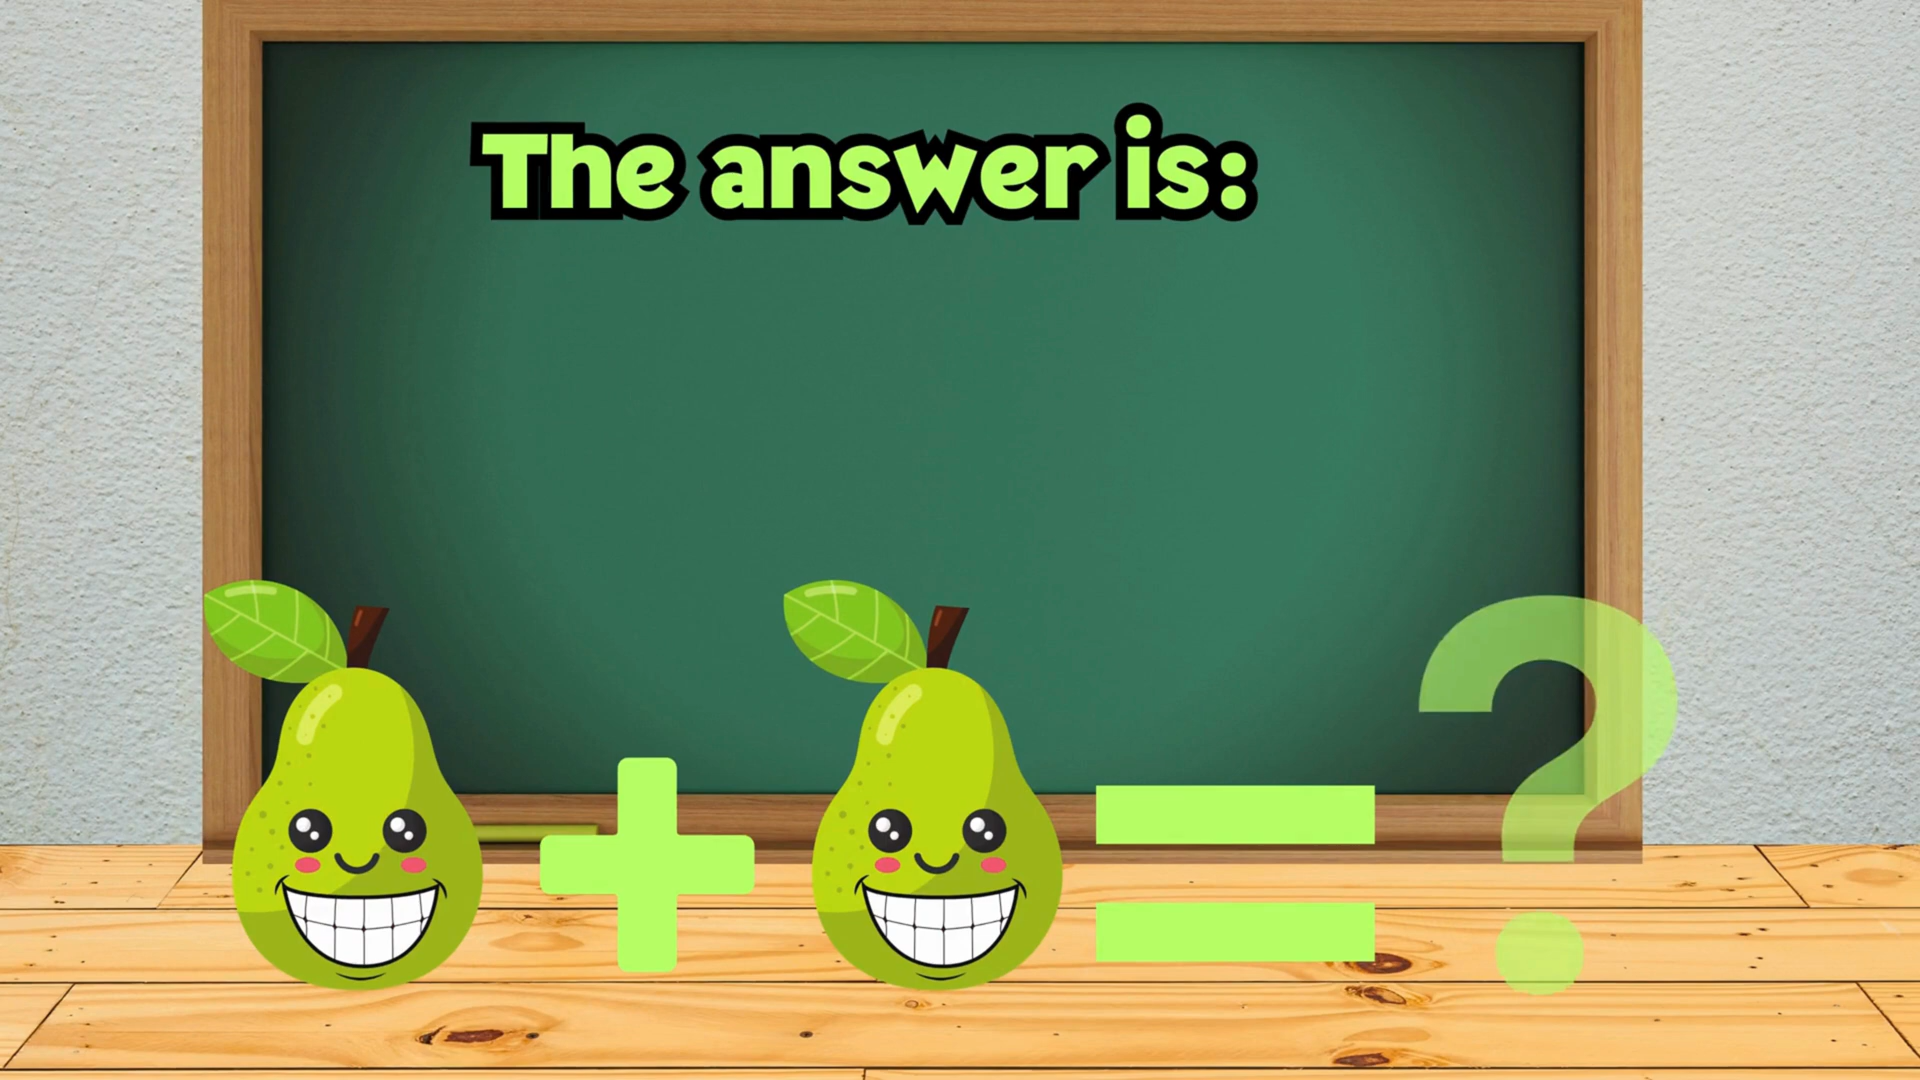 The answer is:
+ = ?